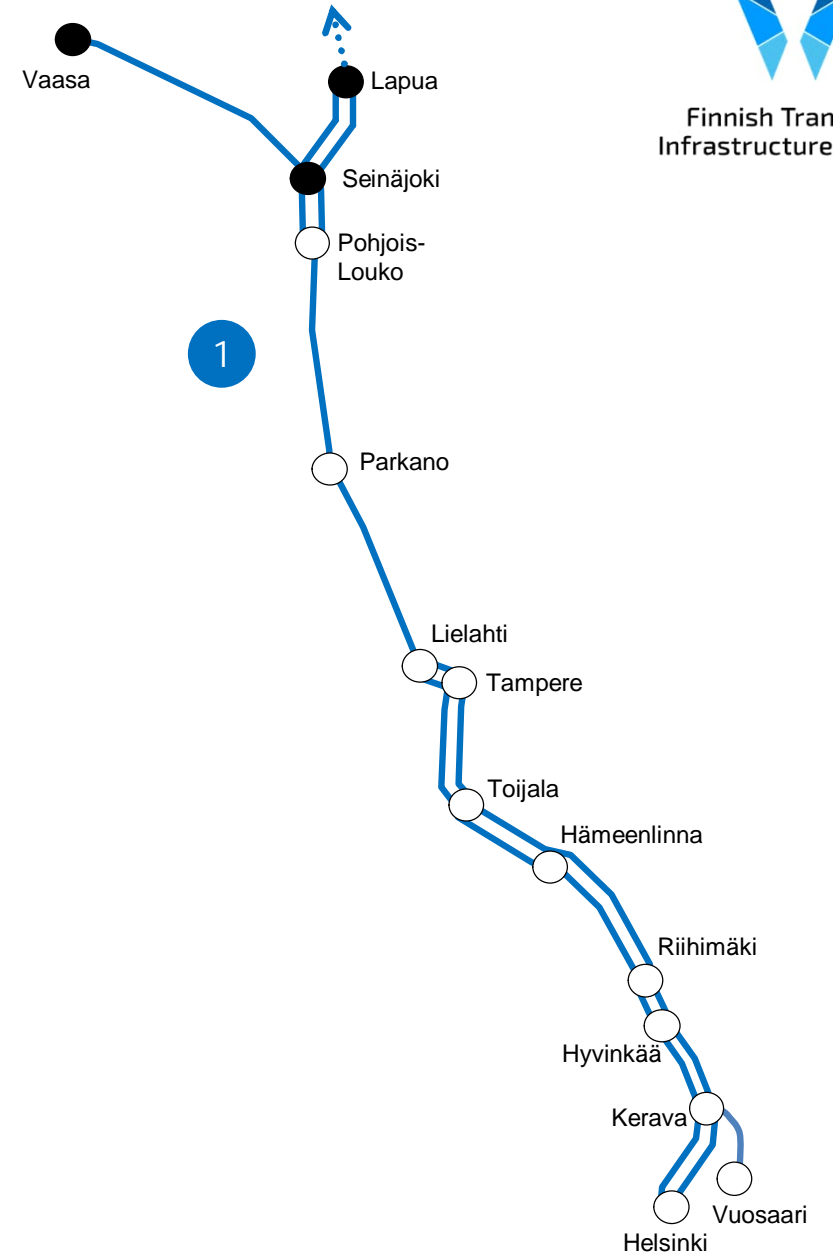 Vaasa
Lapua
Finnish Tran
Infrastructure
Seinäjoki
Pohjois-
Louko
1
Parkano
Lielahti
Tampere
Toijala
Hämeenlinna
Riihimäki
Hyvinkää
Kerava
Vuosaari
Helsinki